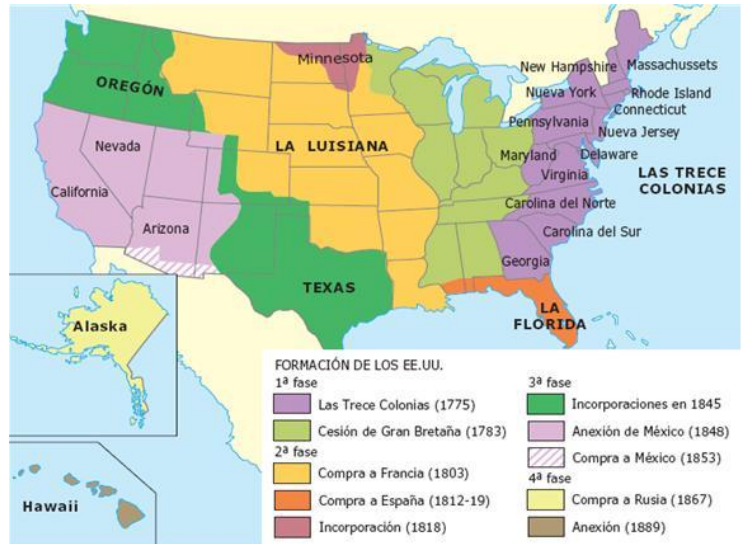 Minnesota
New Hampshire
Massachussets
OREGÓN
Nueva York
Rhode Island
Connecticut
Pennsylvania
Nueva Jersey
Nevada
LA LUISIANA
Maryland
Delaware
LAS TRECE
COLONIAS
Virginia
California
Carolina del Norte
Arizona
Carolina del Sur
Georgia
TEXAS
LA
FLORIDA
Alaska
Hawaii
FORMACIÓN DE LOS EE.UU.
1ª fase
Las Trece Colonias (1775)
Cesión de Gran Bretaña (1783)
2ª fase
Compra a Francia (1803)
Compra a España (1812-19)
Incorporación (1818)
3ª fase
Incorporaciones en 1845
Anexión de México (1848)
Compra a México (1853)
4ª fase
Compra a Rusia (1867)
Anexión (1889)